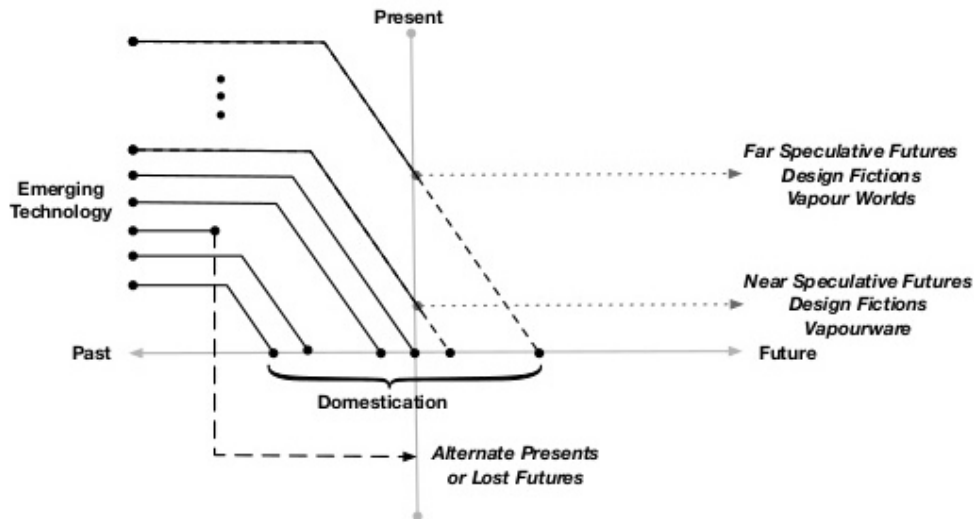 Present
Far Speculative Futures
Design Fictions
Vapour Worlds
Emerging
Technology
Near Speculative Futures
Design Fictions
Vapourware
Past
Future
Domestication
Alternate Presents
or Lost Futures